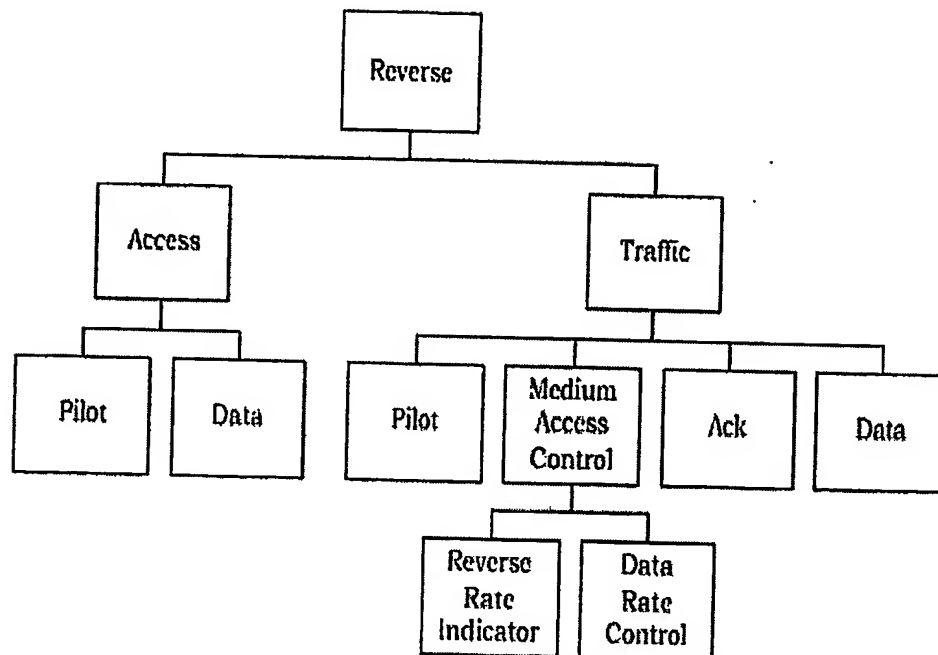 Reverse
Access
Traffic
Pilot
Data
Pilot
Medium
Access
Control
Ack
Data
Reverse
Rate
Indicator
Data
Rate
Control